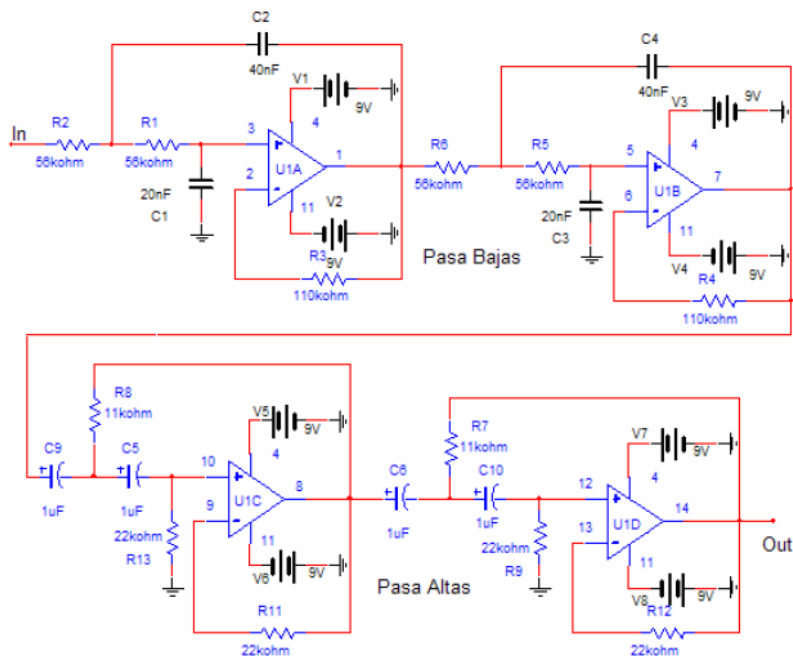 C2
40nF
V1
9V
In
R2
56kohm
R1
56kohm
3
4
2
U1A
1
11
20nF
C1
V2
9V
R3
110kohm
Pasa Bajas
C4
40nF
R6
56kohm
R5
56kohm
V3
9V
5
4
6
U1B
7
11
20nF
C3
V4
9V
R4
110kohm
R8
11kohm
C9
1uF
C5
1uF
V5
9V
10
4
9
U1C
8
11
22kohm
R13
V6
9V
R11
22kohm
Pasa Altas
R7
11kohm
C6
1uF
C10
1uF
V7
9V
12
4
13
U1D
14
11
22kohm
R9
V8
9V
R12
22kohm
Out